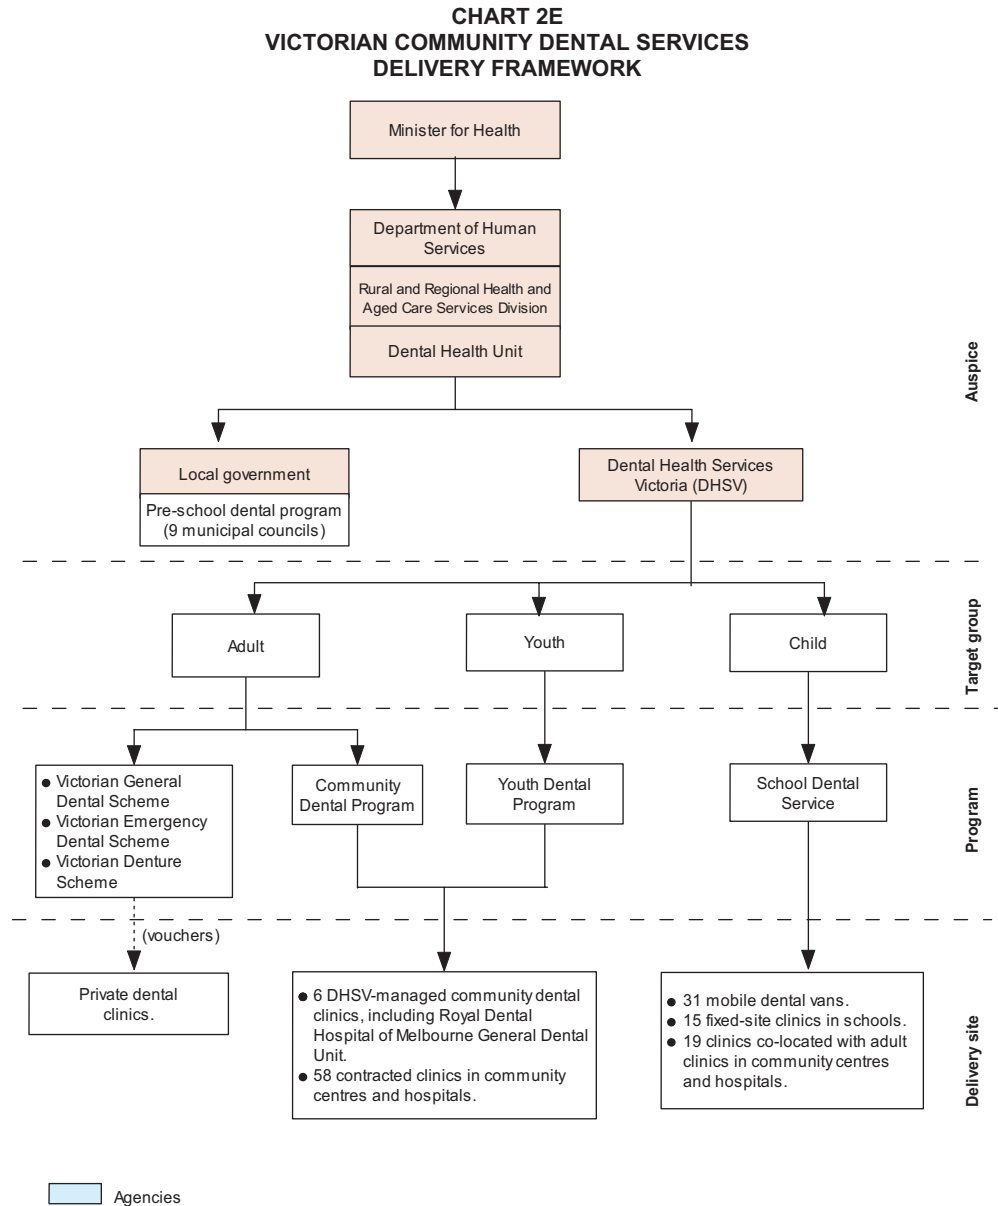 CHART 2E
VICTORIAN COMMUNITY DENTAL SERVICES
DELIVERY FRAMEWORK
Minister for Health
Department of Human
Services
Rural and Regional Health and
Aged Care Services Division
Dental Health Unit
Auspice
Local government
Pre-school dental program
(9 municipal councils)
Dental Health Services
Victoria (DHSV)
Adult
Youth
Child
Target group
● Victorian General
Dental Scheme
● Victorian Emergency
Dental Scheme
● Victorian Denture
Scheme
Community
Dental Program
Youth Dental
Program
School Dental
Service
Program
(vouchers)
Private dental
clinics.
● 6 DHSV-managed community dental
clinics, including Royal Dental
Hospital of Melbourne General Dental
Unit.
● 58 contracted clinics in community
centres and hospitals.
● 31 mobile dental vans.
● 15 fixed-site clinics in schools.
● 19 clinics co-located with adult
clinics in community centres
and hospitals.
Delivery site
Agencies